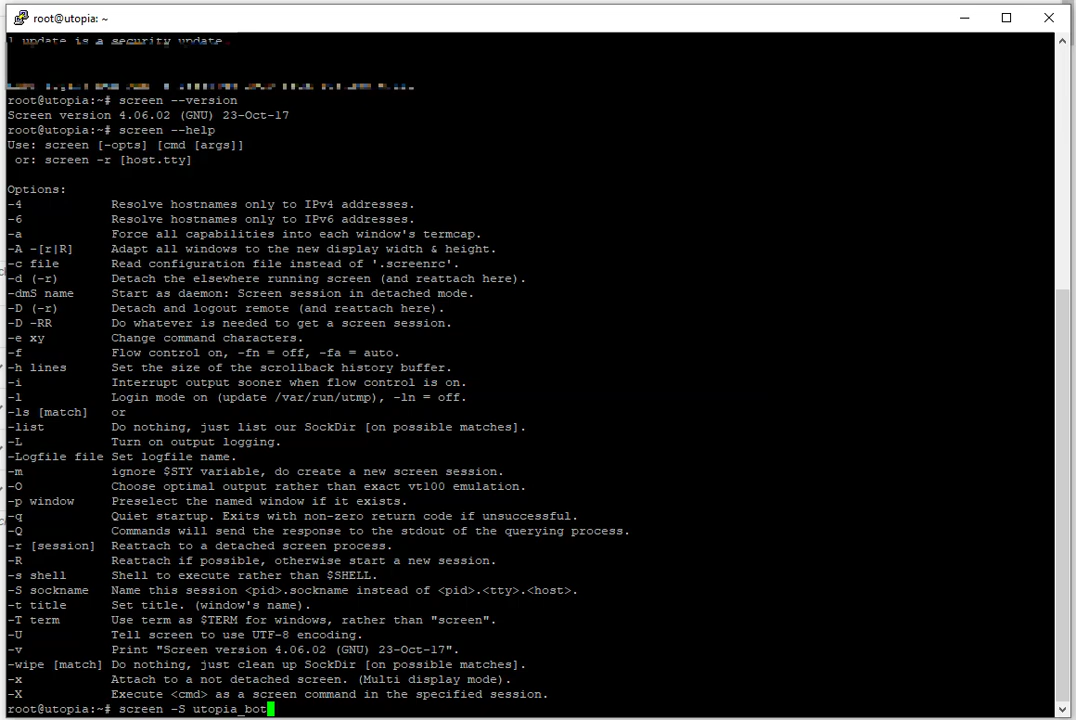 root@utopia: ~
l update is a security update.
root@utopia:~# screen --version
Screen version 4.06.02 (GNU) 23-Oct-17
root@utopia:~# screen --help
Use: screen [-opts] [cmd [args]]
 or: screen -r [host.tty]
Options:
-4            Resolve hostnames only to IPv4 addresses.
-6            Resolve hostnames only to IPv6 addresses.
-a            Force all capabilities into each window's termcap.
-A -[r|R]     Adapt all windows to the new display width & height.
-c file       Read configuration file instead of '.screenrc'.
-d (-r)       Detach the elsewhere running screen (and reattach here).
-dmS name     Start as daemon: Screen session in detached mode.
-D (-r)       Detach and logout remote (and reattach here).
-D -RR        Do whatever is needed to get a screen session.
-e xy         Change command characters.
-f            Flow control on, -fn = off, -fa = auto.
-h lines      Set the size of the scrollback history buffer.
-i            Interrupt output sooner when flow control is on.
-l            Login mode on (update /var/run/utmp), -ln = off.
-ls [match]   or
-list         Do nothing, just list our SockDir [on possible matches].
-L            Turn on output logging.
-Logfile file Set logfile name.
-m            ignore $STY variable, do create a new screen session.
-O            Choose optimal output rather than exact vt100 emulation.
-p window     Preselect the named window if it exists.
-q            Quiet startup. Exits with non-zero return code if unsuccessful.
-Q            Commands will send the response to the stdout of the querying process.
-r [session]  Reattach to a detached screen process.
-R            Reattach if possible, otherwise start a new session.
-s shell      Shell to execute rather than $SHELL.
-S sockname   Name this session <pid>.sockname instead of <pid>.<tty>.<host>.
-t title      Set title. (window's name).
-T term       Use term as $TERM for windows, rather than "screen".
-U            Tell screen to use UTF-8 encoding.
-v            Print "Screen version 4.06.02 (GNU) 23-Oct-17".
-wipe [match] Do nothing, just clean up SockDir [on possible matches].
-x            Attach to a not detached screen. (Multi display mode).
-X            Execute <cmd> as a screen command in the specified session.
root@utopia:~# screen -S utopia_bot